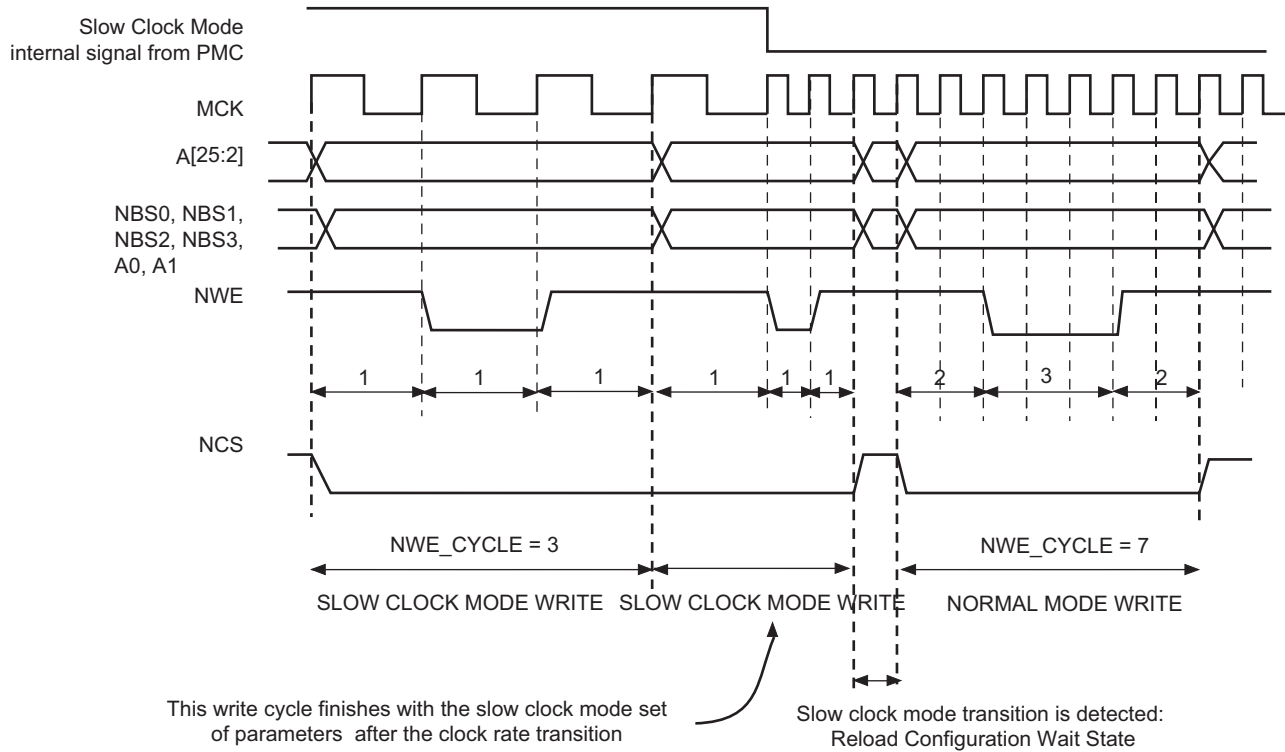 Slow Clock Mode
internal signal from PMC
MCK
A[25:2]
NBS0, NBS1,
NBS2, NBS3,
A0, A1
NWE
1 1 1 1 1 1 2 3 2
NCS
NWE_CYCLE = 3 NWE_CYCLE = 7
SLOW CLOCK MODE WRITE SLOW CLOCK MODE WRITE NORMAL MODE WRITE
This write cycle finishes with the slow clock mode set
of parameters after the clock rate transition
Slow clock mode transition is detected:
Reload Configuration Wait State